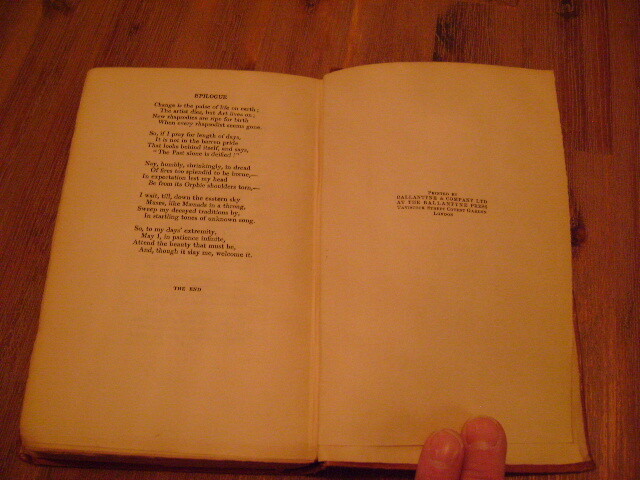 EPILOGUE
Change is the pulse of life on earth;
The artist dies, but Art lives on;
New rhapsodies are ripe for birth
When every rhapsodist seems gone.
So, if I pray for length of days,
It is not in the barren pride
That looks behind itself, and says,
"The Past alone is deified!"
Nay, humbly, shrinkingly, in dread
Of fires too splendid to be borne,—
In expectation lest my head
Be from its Orphic shoulders torn,—
I wait, till, down the eastern sky
Muses, like Maenads in a throng,
Sweep my decayed traditions by,
In startling tones of unknown song.
So, to my days' extremity,
May I, in patience infinite,
Attend the beauty that must be,
And, though it slay me, welcome it.
THE END
PRINTED BY
BALLANTYNE & COMPANY LTD
AT THE BALLANTYNE PRESS
TAVISTOCK STREET COVENT GARDEN
LONDON